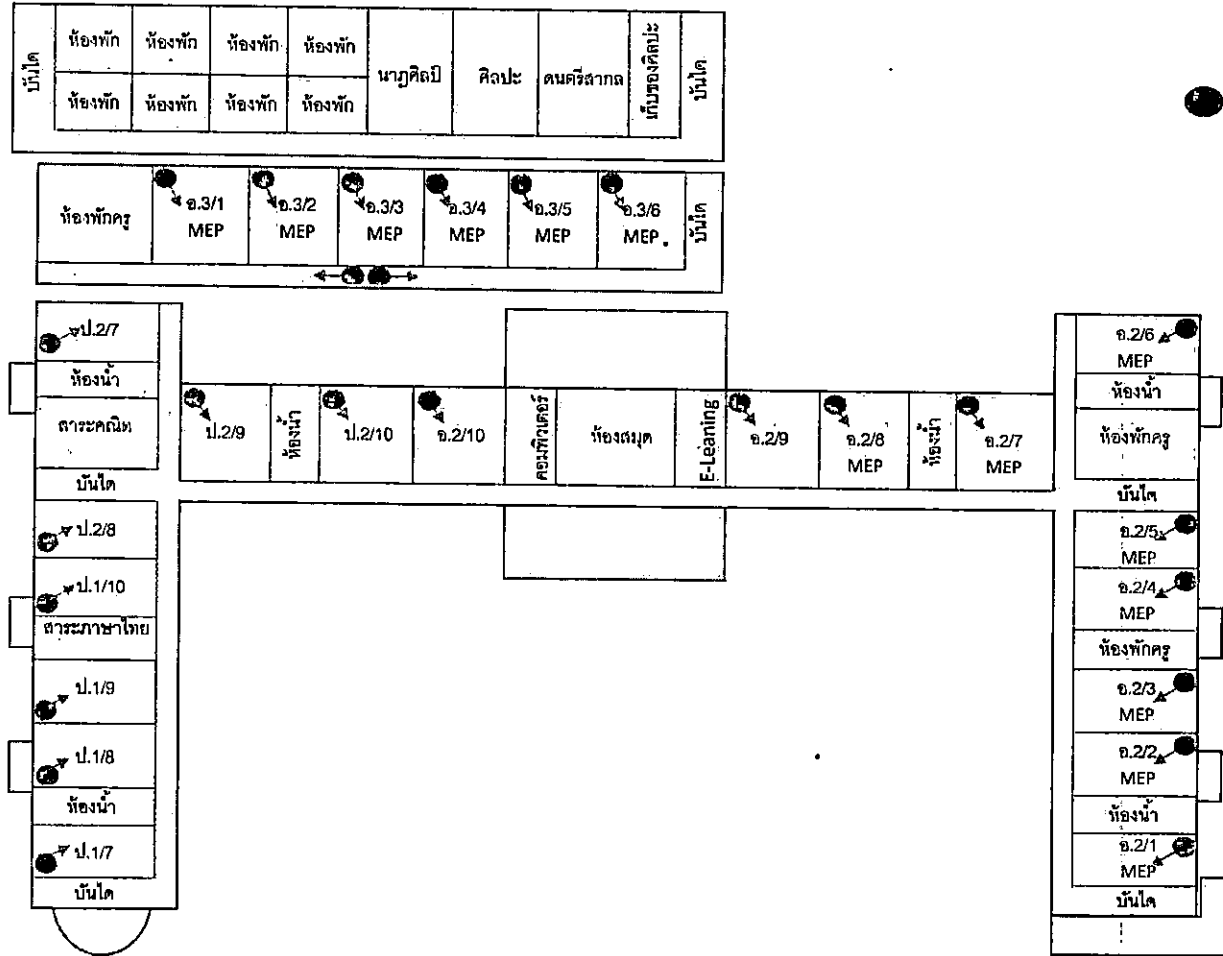 บันได
ห้องพัก
ห้องพัก
ห้องพัก
ห้องพัก
ห้องพัก
ห้องพัก
ห้องพัก
ห้องพัก
นาฏศิลป์
ศิลปะ
ดนตรีสากล
เก็บของศิลปะ
บันได
ห้องพักครู
อ.3/1
MEP
อ.3/2
MEP
อ.3/3
MEP
อ.3/4
MEP
อ.3/5
MEP
อ.3/6
MEP
บันได
ป.2/7
ห้องน้ำ
สาระคณิต
บันได
ป.2/8
ป.1/10
สาระภาษาไทย
ป.1/9
ป.1/8
ห้องน้ำ
ป.1/7
บันได
ป.2/9
ห้องน้ำ
ป.2/10
อ.2/10
คอมพิวเตอร์
ห้องสมุด
E-Leaning
อ.2/9
อ.2/8
MEP
ห้องน้ำ
อ.2/7
MEP
อ.2/6
MEP
ห้องน้ำ
ห้องพักครู
บันได
อ.2/5
MEP
อ.2/4
MEP
ห้องพักครู
อ.2/3
MEP
อ.2/2
MEP
ห้องน้ำ
อ.2/1
MEP
บันได